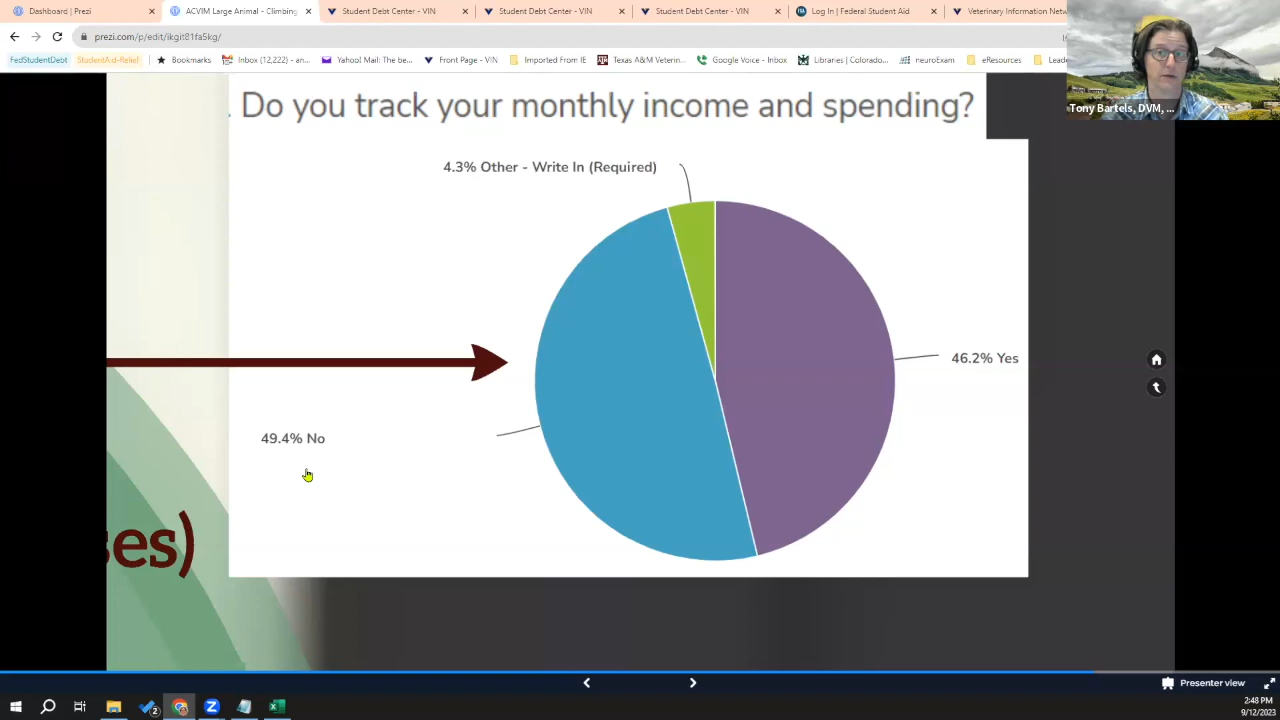 Dashboard | Prezi
ACVIM Large Animal - Climbing
Student Debt Center - VIN
Student Debt Center - VIN
Student Debt Center - VIN
Log In | Federal Student Aid
Veterinary Information Netw
prezi.com/p/edit/ikgit81fa5kg/
FedStudentDebt
StudentAid-Relief
Bookmarks
Inbox (12,222) - an...
Yahoo! Mail: The be...
Front Page - VIN
Imported From IE
Texas A&M Veterin...
Google Voice - Inbox
Libraries | Colorado...
neuroExam
eResources
Leade
Tony Bartels, DVM, ...
. Do you track your monthly income and spending?
4.3% Other - Write In (Required)
46.2% Yes
49.4% No
es)
Presenter view
2
2:48 PM
9/12/2023